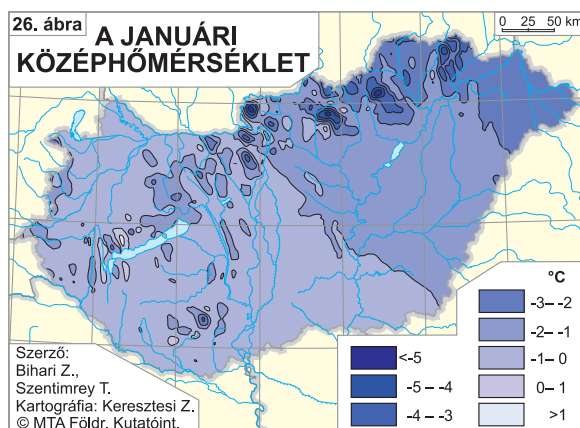 26. ábra
A JANUÁRI
KÖZÉPHŐMÉRSÉKLET
0 25 50 km
Szerző:
Bihari Z.,
Szentimrey T.
Kartográfia: Keresztesi Z.
© MTA Földr. Kutatóint.
<-5
-5 – -4
-4 – -3
°C
-3– -2
-2– -1
-1– 0
0– 1
>1